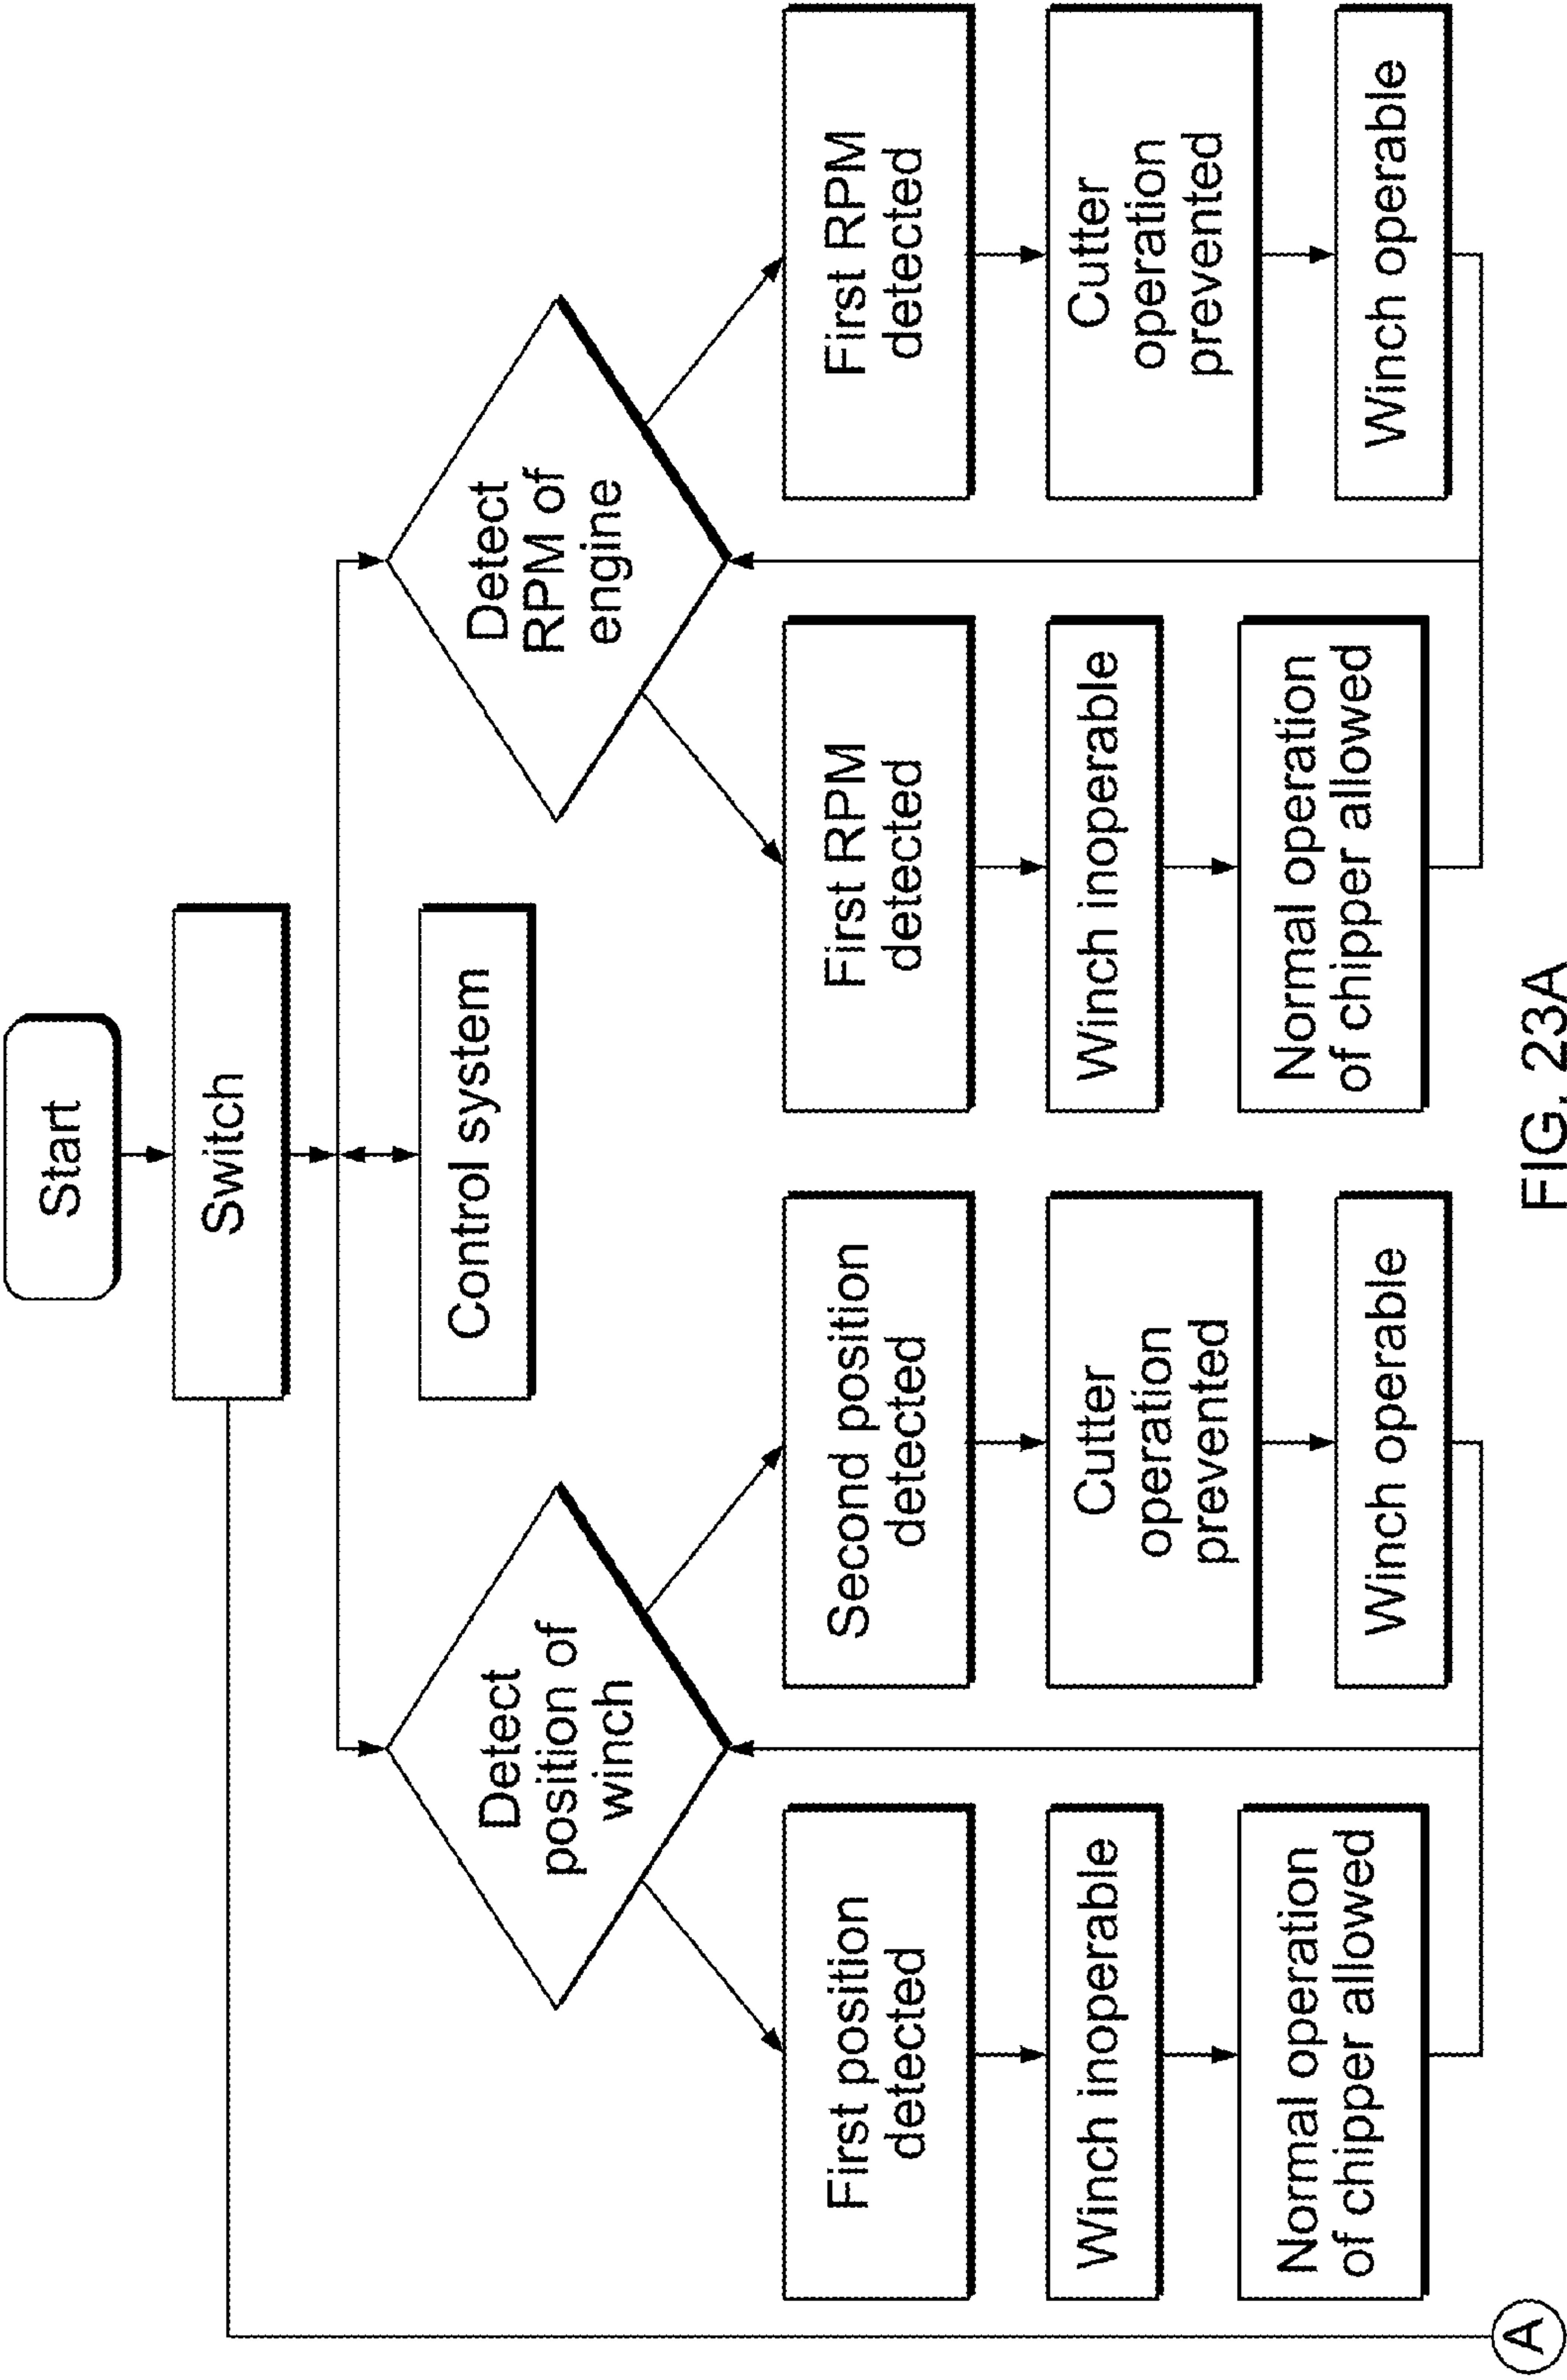 Start
Switch
Control system
Detect
position of
winch
Detect
RPM of
engine
First position
detected
Second position
detected
First RPM
detected
First RPM
detected
Winch inoperable
Cutter
operation
prevented
Winch inoperable
Cutter
operation
prevented
Normal operation
of chipper allowed
Winch operable
Normal operation
of chipper allowed
Winch operable
A
FIG. 23A